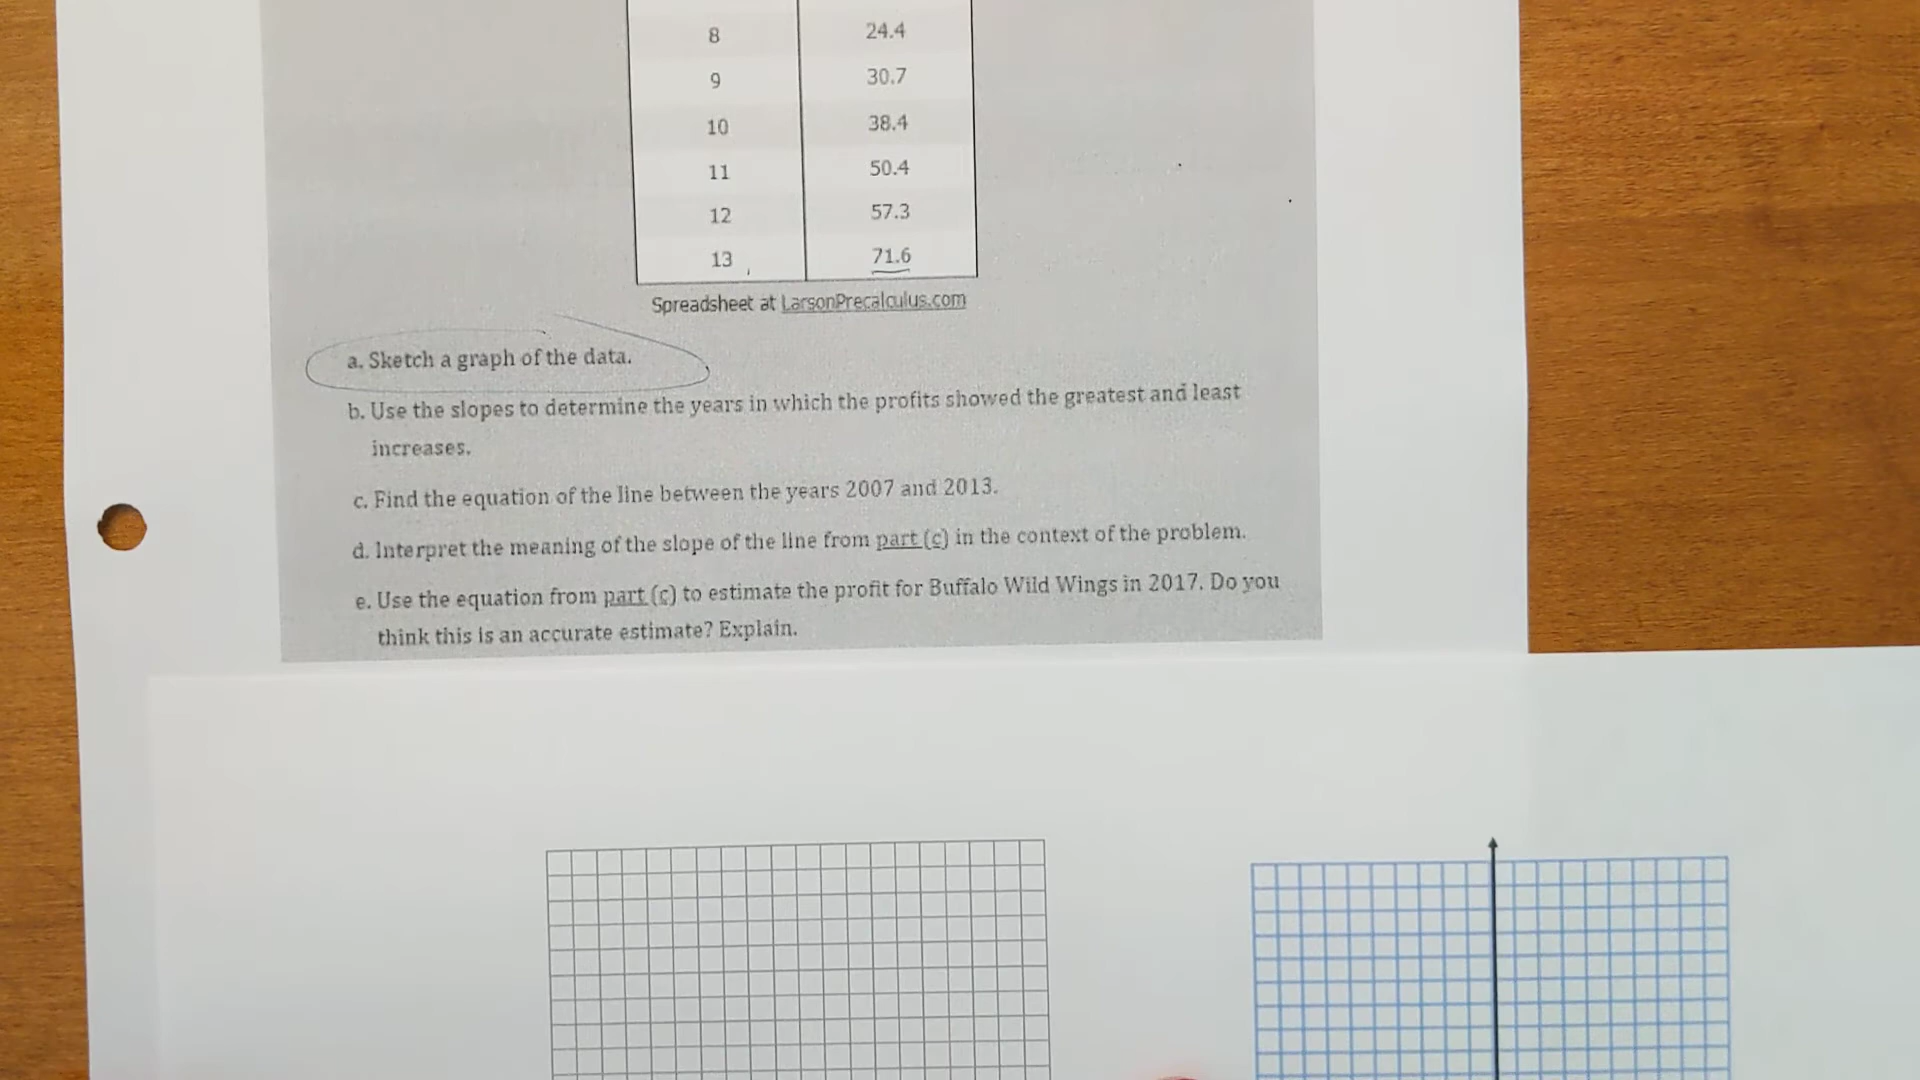 8 24.4
9 30.7
10 38.4
11 50.4
12 57.3
13 71.6
Spreadsheet at LarsonPrecalculus.com
a. Sketch a graph of the data.
b. Use the slopes to determine the years in which the profits showed the greatest and least
increases.
c. Find the equation of the line between the years 2007 and 2013.
d. Interpret the meaning of the slope of the line from part (c) in the context of the problem.
e. Use the equation from part (c) to estimate the profit for Buffalo Wild Wings in 2017. Do you
think this is an accurate estimate? Explain.